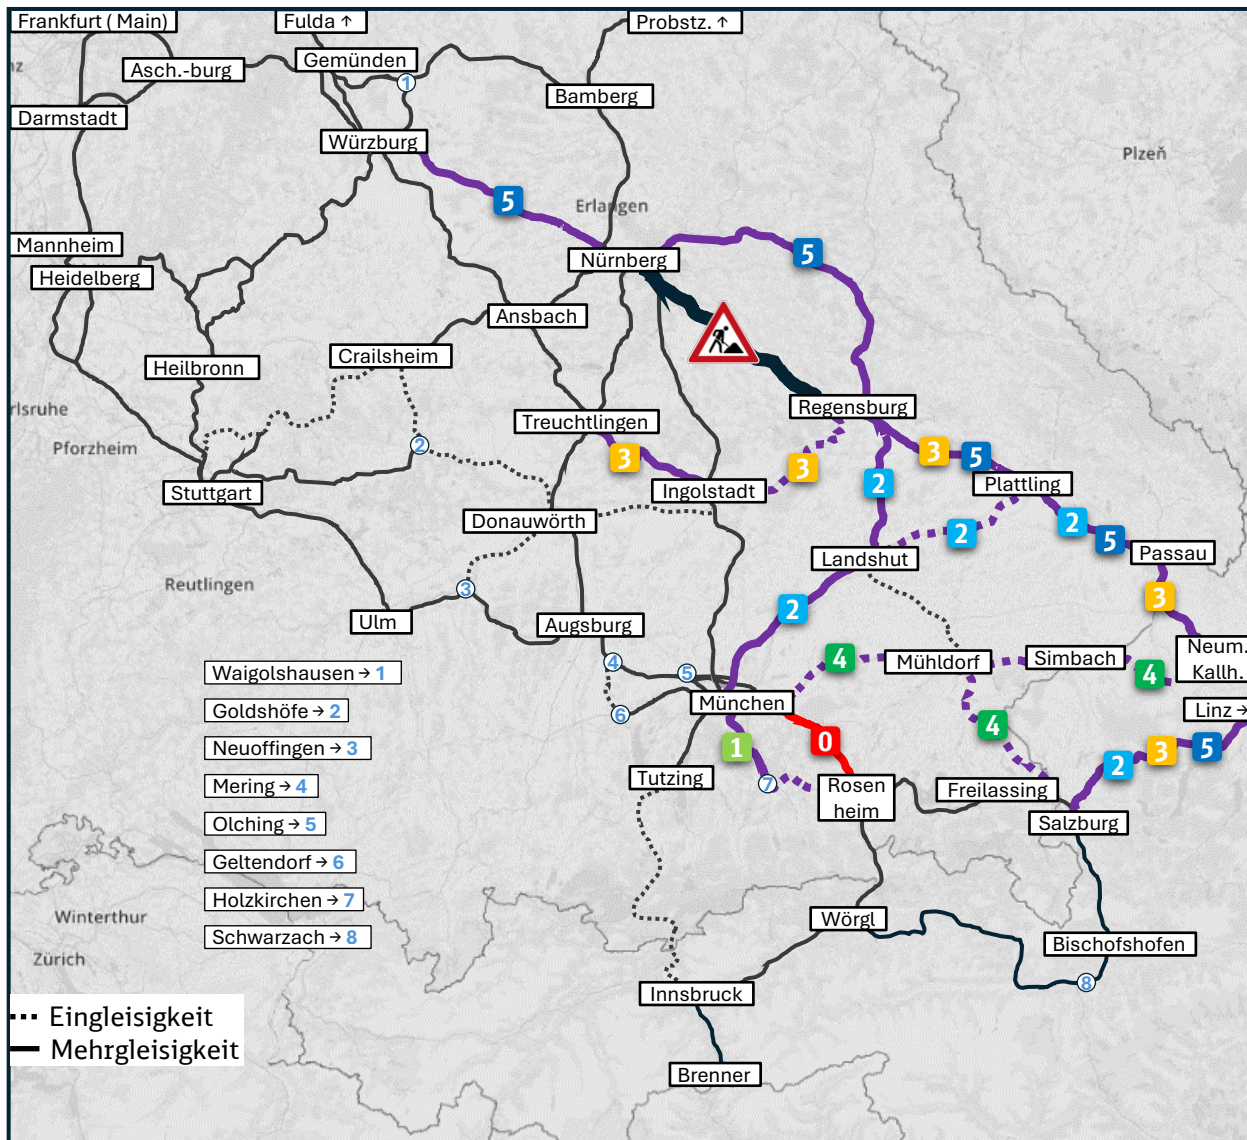 Frankfurt (Main)
Fulda ↑
Probstz. ↑
Gemünden
Asch.-burg
1
Bamberg
Darmstadt
Würzburg
Plzeň
5
Erlangen
Mannheim
Nürnberg
5
Heidelberg
Ansbach
Crailsheim
Heilbronn
Regensburg
Treuchtlingen
Pforzheim
2
3
3
3
5
2
Plattling
Stuttgart
Ingolstadt
Donauwörth
2
2
5
Passau
Landshut
Reutlingen
3
3
2
Ulm
Augsburg
4
5
4
Mühldorf
Simbach
4
Neum.
Kallh.
Waigolshausen → 1
Goldshöfe → 2
6
München
Linz →
Neuoffingen → 3
1
0
4
2
3
5
Mering → 4
Tutzing
7
Rosen
heim
Freilassing
Olching → 5
Salzburg
Geltendorf → 6
Holzkirchen → 7
Winterthur
Wörgl
Schwarzach → 8
Bischofshofen
Zürich
8
Innsbruck
Eingleisigkeit
Mehrgleisigkeit
Brenner